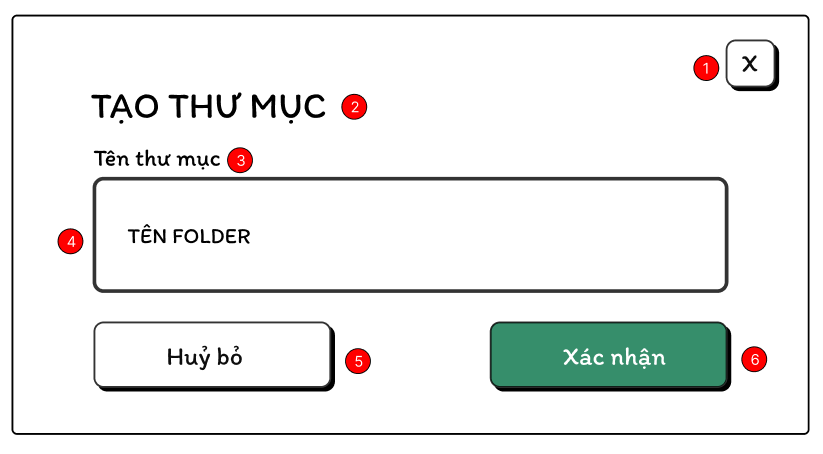 1 X
TẠO THƯ MỤC 2
Tên thư mục 3
4 TÊN FOLDER
Huỷ bỏ 5 Xác nhận 6